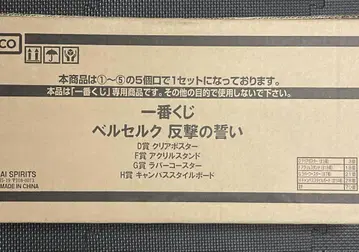 CO
本商品は①～⑤の5個口で1セットになっております。
本品は「一番くじ」専用商品です。その他の目的で使用しないで下さい。
一番くじ
ベルセルク 反撃の誓い
D賞 クリアポスター
F賞 アクリルスタンド
G賞 ラバーコースター
H賞 キャンバススタイルボード
AI SPIRITS
MADE IN CHINA